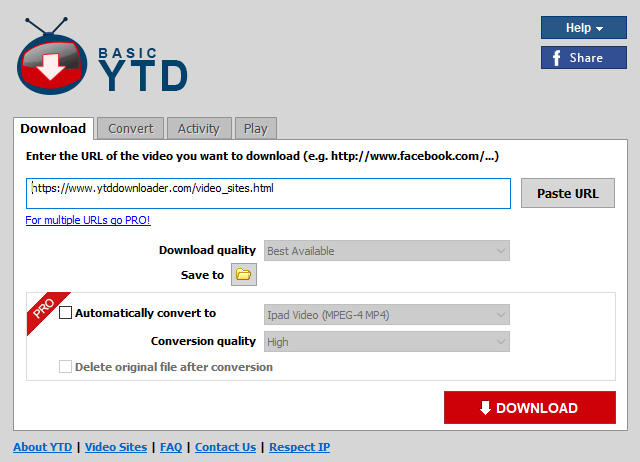 BASIC
YTD
Help
f Share
Download Convert Activity Play
Enter the URL of the video you want to download (e.g. http://www.facebook.com/...)
https://www.ytddownloader.com/video_sites.html
Paste URL
For multiple URLs go PRO!
Download quality Best Available
Save to
PRO
Automatically convert to Ipad Video (MPEG-4 MP4)
Conversion quality High
Delete original file after conversion
DOWNLOAD
About YTD | Video Sites | FAQ | Contact Us | Respect IP